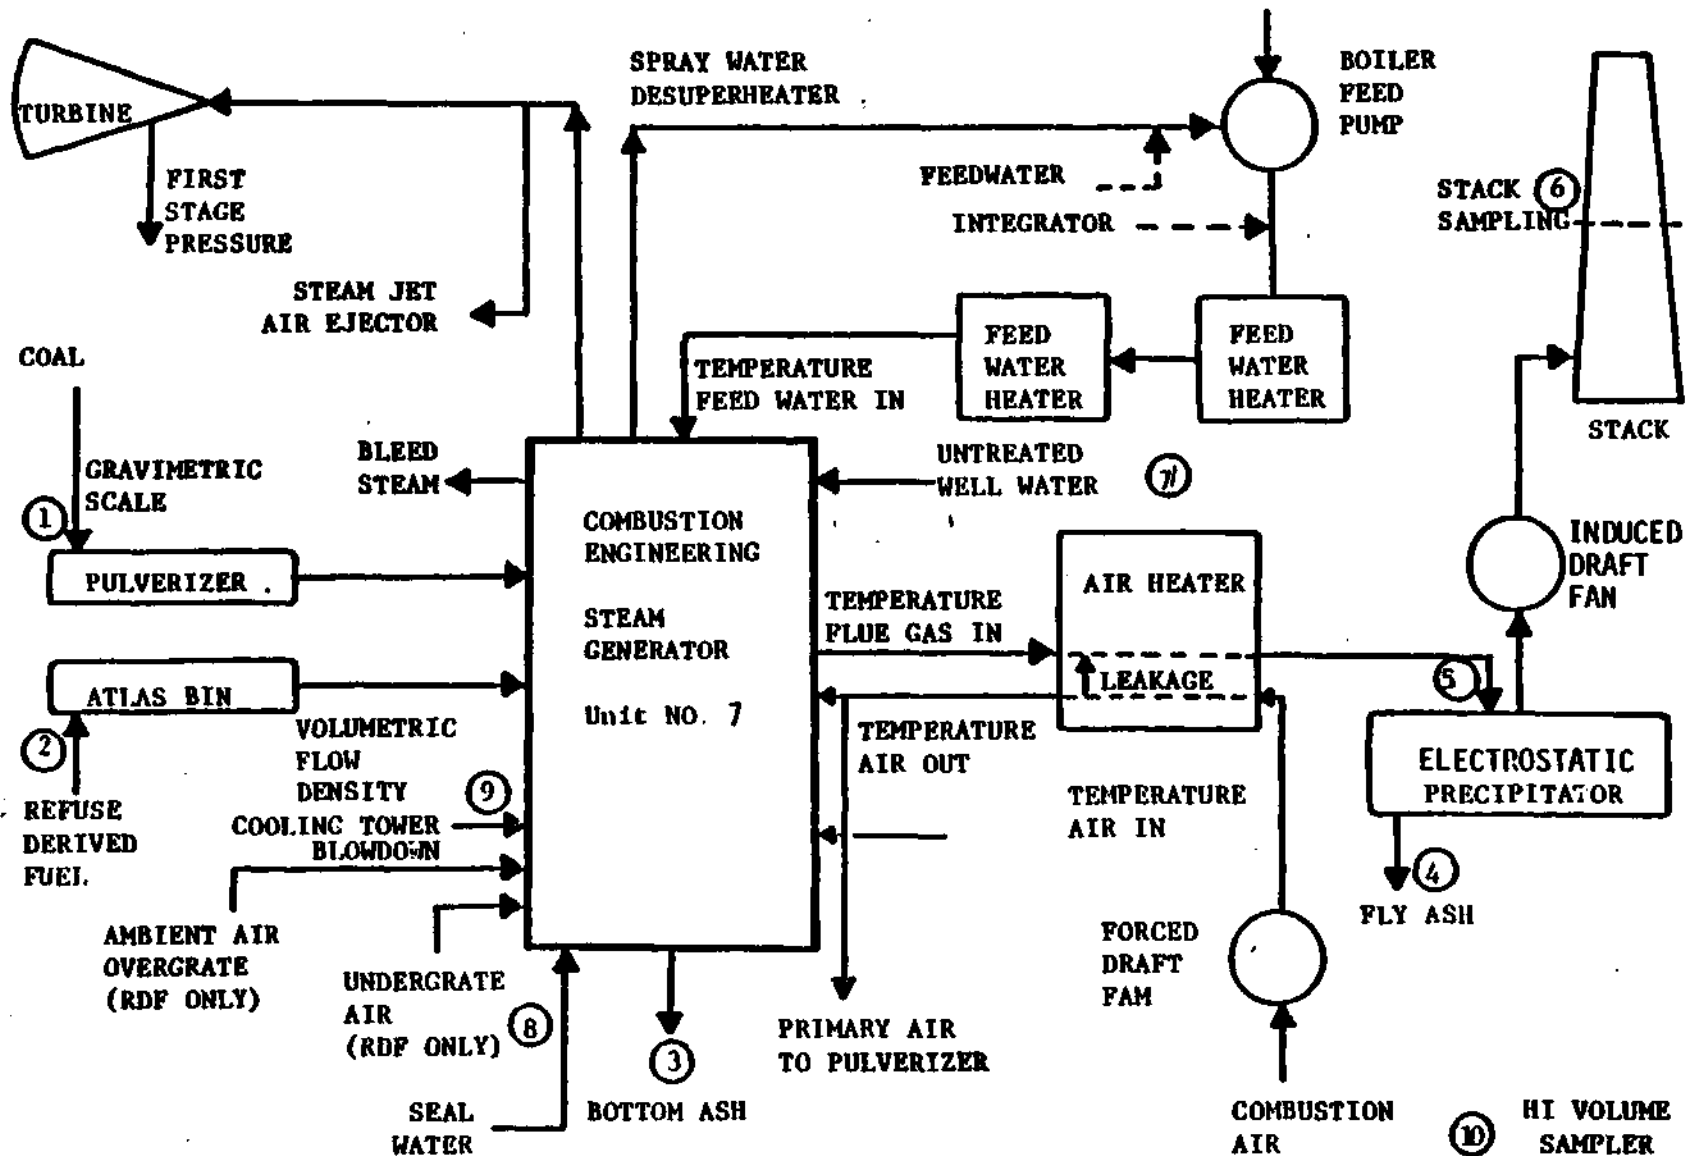 TURBINE
FIRST
STAGE
PRESSURE
STEAM JET
AIR EJECTOR
SPRAY WATER
DESUPERHEATER
BOILER
FEED
PUMP
FEEDWATER
INTEGRATOR
STACK 6
SAMPLING
STACK
FEED
WATER
HEATER
FEED
WATER
HEATER
TEMPERATURE
FEED WATER IN
COAL
GRAVIMETRIC
SCALE
1
PULVERIZER
BLEED
STEAM
UNTREATED
WELL WATER
7
COMBUSTION
ENGINEERING
STEAM
GENERATOR
Unit NO. 7
AIR HEATER
LEAKAGE
INDUCED
DRAFT
FAN
TEMPERATURE
FLUE GAS IN
TEMPERATURE
AIR OUT
5
ELECTROSTATIC
PRECIPITATOR
4
FLY ASH
ATLAS BIN
2
REFUSE
DERIVED
FUEL
VOLUMETRIC
FLOW
DENSITY
9
COOLING TOWER
BLOWDOWN
AMBIENT AIR
OVERGRATE
(RDF ONLY)
UNDERGRATE
AIR
(RDF ONLY)
8
SEAL
WATER
3
BOTTOM ASH
PRIMARY AIR
TO PULVERIZER
TEMPERATURE
AIR IN
FORCED
DRAFT
FAM
COMBUSTION
AIR
10
HI VOLUME
SAMPLER